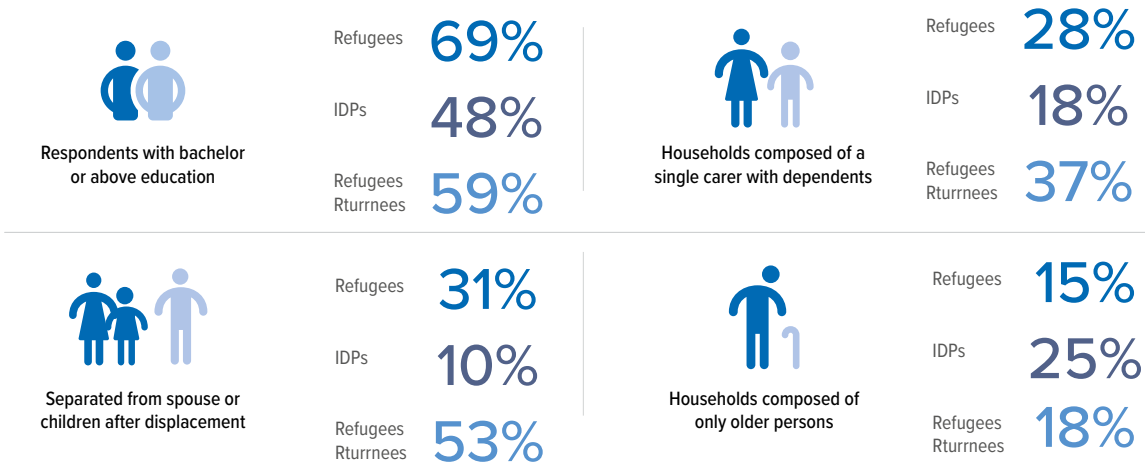 Respondents with bachelor
or above education
Refugees 69%
IDPs 48%
Refugees
Rturrnees 59%
Households composed of a
single carer with dependents
Refugees 28%
IDPs 18%
Refugees
Rturrnees 37%
Separated from spouse or
children after displacement
Refugees 31%
IDPs 10%
Refugees
Rturrnees 53%
Households composed of
only older persons
Refugees 15%
IDPs 25%
Refugees
Rturrnees 18%